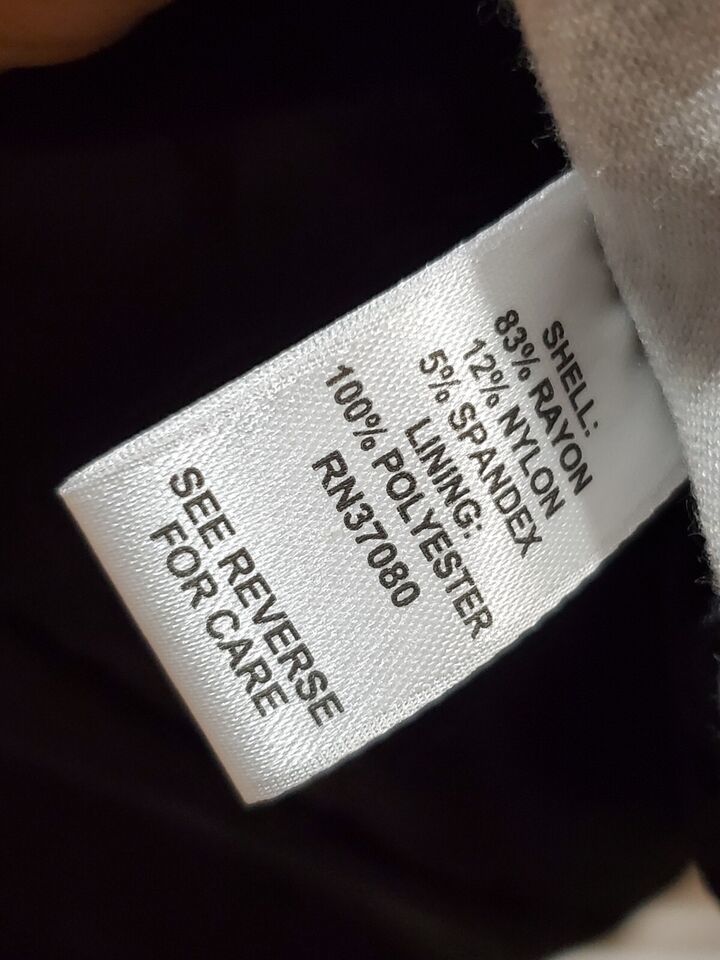 SHELL:
83% RAYON
12% NYLON
5% SPANDEX
LINING:
100% POLYESTER
RN37080
SEE REVERSE
FOR CARE